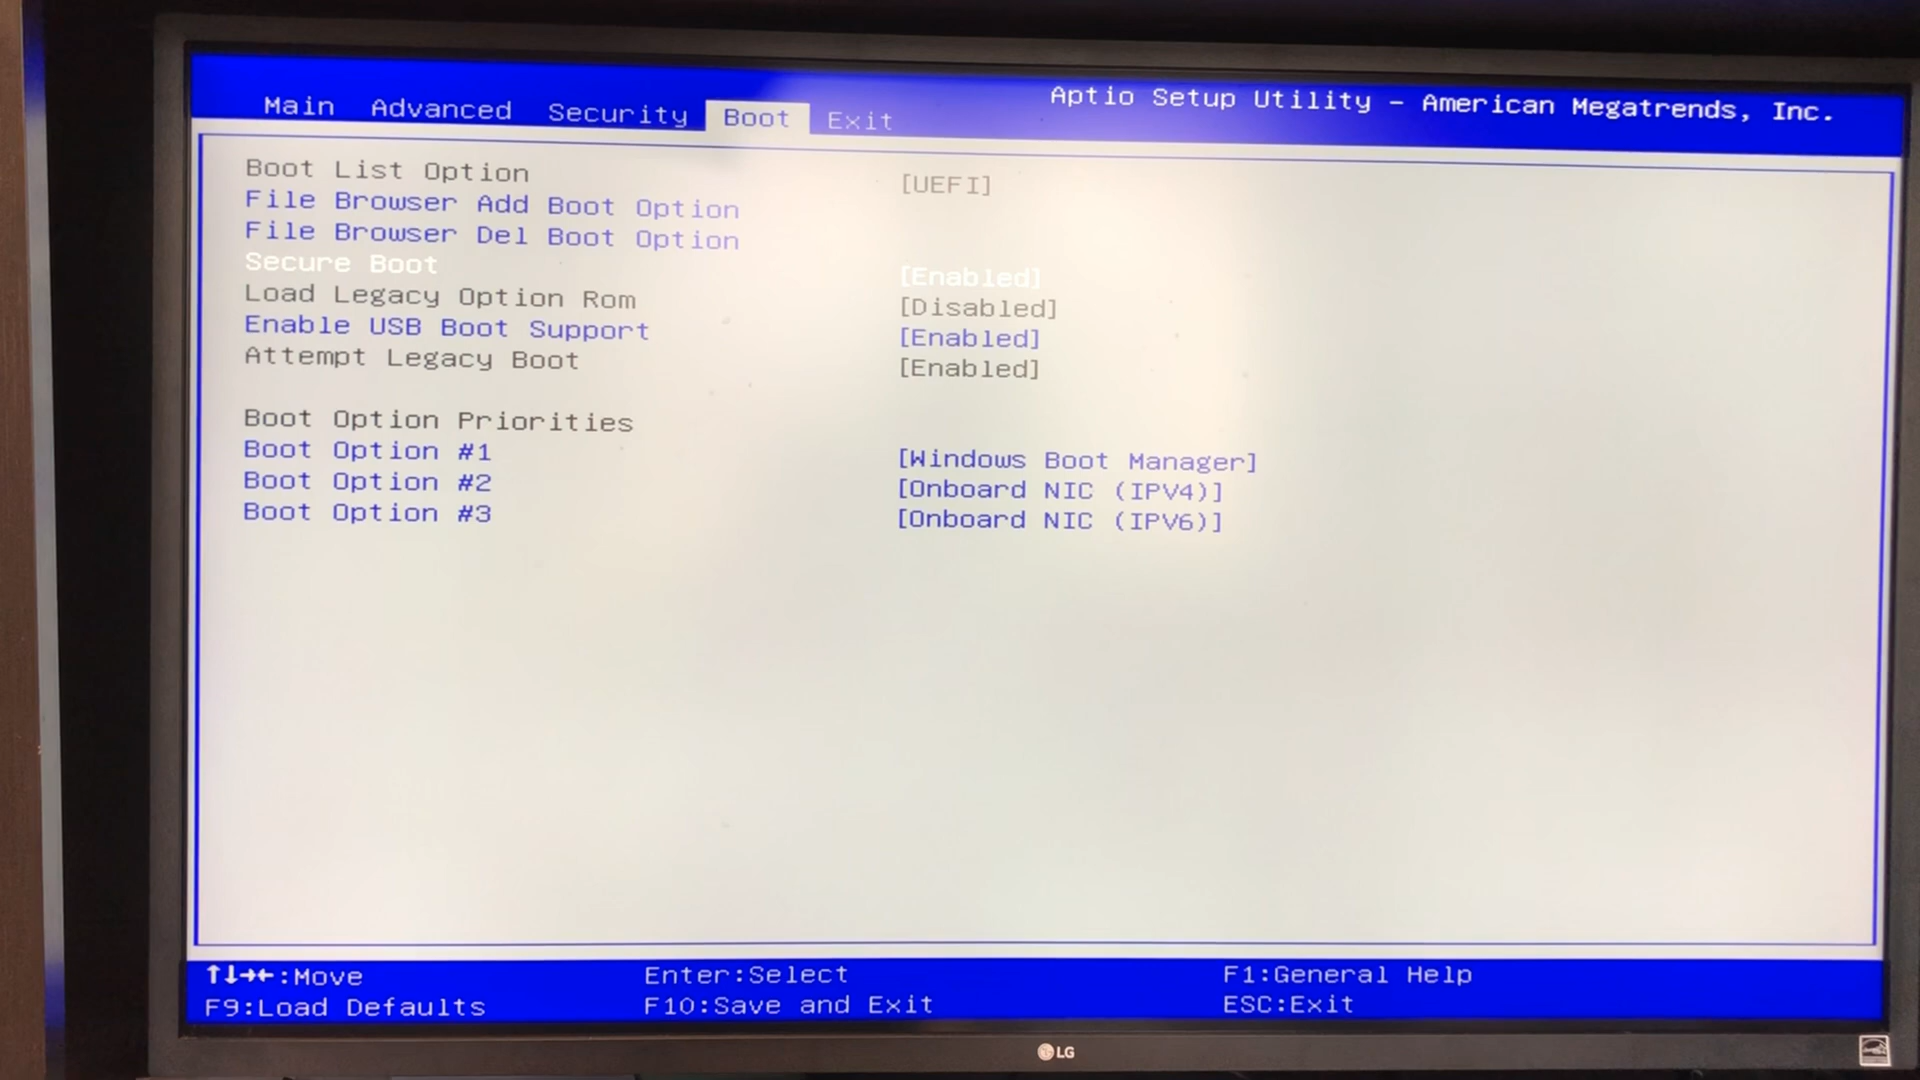 Aptio Setup Utility - American Megatrends, Inc.
Main Advanced Security Boot Exit
Boot List Option [UEFI]
File Browser Add Boot Option
File Browser Del Boot Option
Secure Boot [Enabled]
Load Legacy Option Rom [Disabled]
Enable USB Boot Support [Enabled]
Attempt Legacy Boot [Enabled]
Boot Option Priorities
Boot Option #1 [Windows Boot Manager]
Boot Option #2 [Onboard NIC (IPV4)]
Boot Option #3 [Onboard NIC (IPV6)]
↑↓→←:Move Enter:Select F1:General Help
F9:Load Defaults F10:Save and Exit ESC:Exit
LG